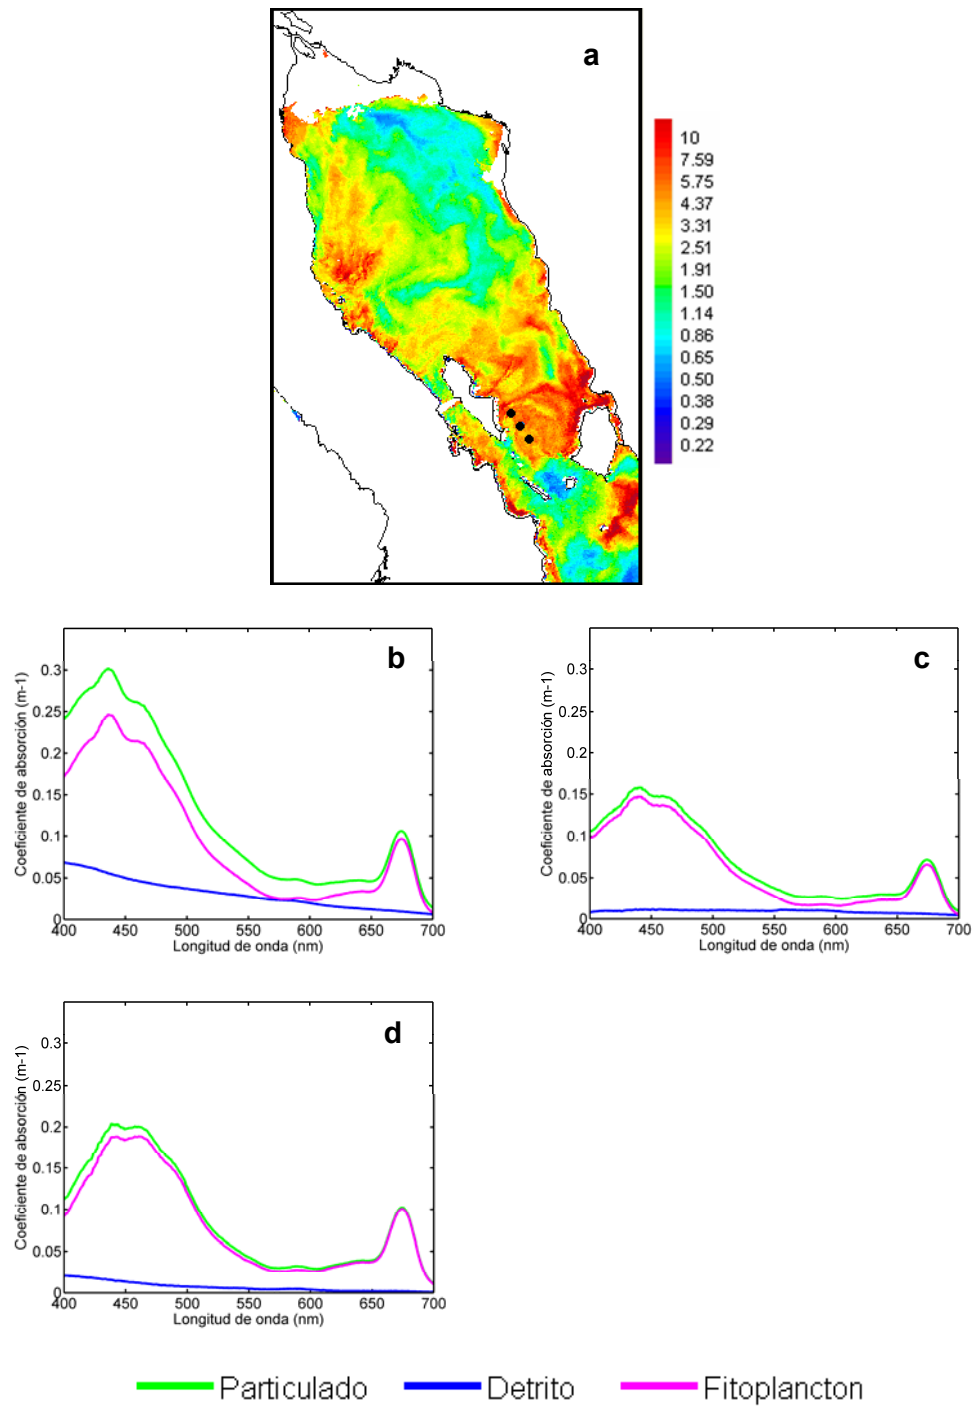 a
10
7.59
5.75
4.37
3.31
2.51
1.91
1.50
1.14
0.86
0.65
0.50
0.38
0.29
0.22
b
Coeficiente de absorción (m-1)
0.3
0.25
0.2
0.15
0.1
0.05
0
400 450 500 550 600 650 700
Longitud de onda (nm)
c
Coeficiente de absorción (m-1)
0.3
0.25
0.2
0.15
0.1
0.05
0
400 450 500 550 600 650 700
Longitud de onda (nm)
d
Coeficiente de absorción (m-1)
0.3
0.25
0.2
0.15
0.1
0.05
0
400 450 500 550 600 650 700
Longitud de onda (nm)
Particulado Detrito Fitoplancton